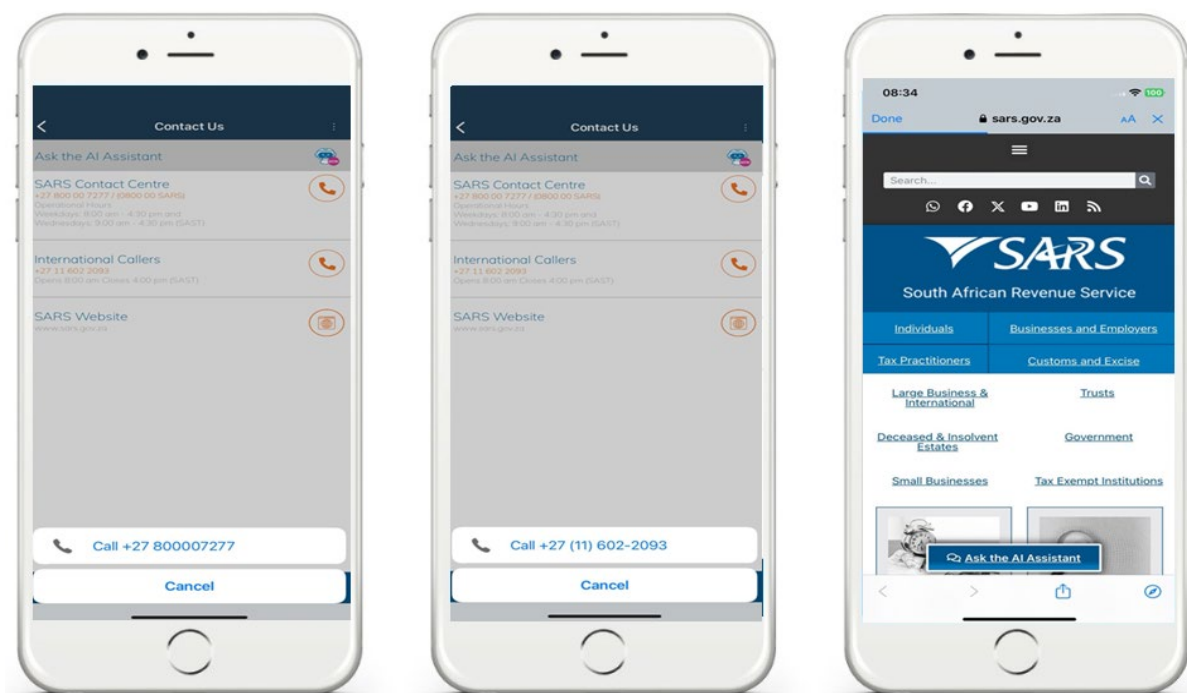 Contact Us
Ask the AI Assistant
SARS Contact Centre
+27 800 00 7277 / (0800 00 SARS)
Operational Hours:
Weekdays: 8:00 am - 4:30 pm and
Wednesdays: 9:00 am - 4:30 pm (SAST)
International Callers
+27 11 602 2093
Opens 8:00 am Closes 4:00 pm (SAST)
SARS Website
www.sars.gov.za
Call +27 800007277
Cancel
Contact Us
Ask the AI Assistant
SARS Contact Centre
+27 800 00 7277 / (0800 00 SARS)
Operational Hours:
Weekdays: 8:00 am - 4:30 pm and
Wednesdays: 9:00 am - 4:30 pm (SAST)
International Callers
+27 11 602 2093
Opens 8:00 am Closes 4:00 pm (SAST)
SARS Website
www.sars.gov.za
Call +27 (11) 602-2093
Cancel
08:34 100
Done sars.gov.za AA
Search...
SARS
South African Revenue Service
Individuals Businesses and Employers
Tax Practitioners Customs and Excise
Large Business & Trusts
International
Deceased & Insolvent Government
Estates
Small Businesses Tax Exempt Institutions
Ask the AI Assistant